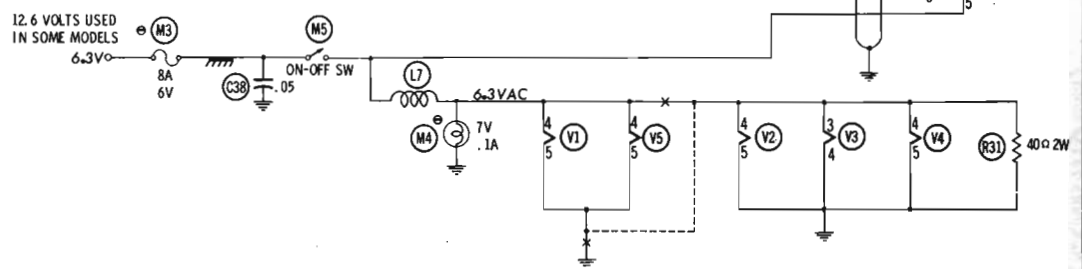 12.6 VOLTS USED
IN SOME MODELS
M3
6.3V
8A
6V
C38
.05
M5
ON-OFF SW
L7
6.3VAC
M4
7V
.1A
4
5
V1
4
5
V5
4
5
V2
3
4
V3
4
5
V4
R31
40Ω 2W
5